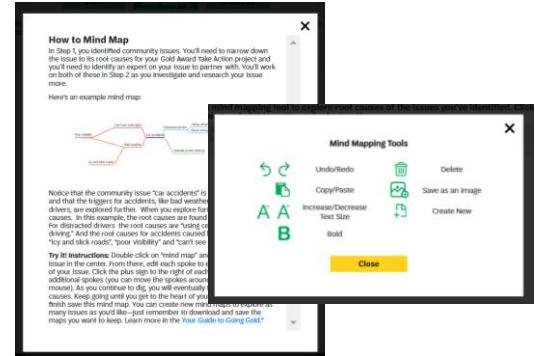 How to Mind Map
In Step 1, you identified community issues. You'll need to narrow down
the issue to its root causes for your Gold Award Take Action project and
you'll need to identify an expert on your issue to partner with. You'll work
on both of these in Step 2 as you investigate and research your issue
more.
Here's an example mind map:
Car accidents
Notice that the community issue "car accidents" is
and that the triggers for accidents, like bad weather
drivers, are explored further. When you explore fur
causes. In this example, the root causes are found
For distracted drivers the root causes are "using ce
driving." And the root causes for accidents caused
"icy and slick roads", "poor visibility" and "can't see
Try it! Instructions: Double click on "mind map" an
issue in the center. From there, edit each spoke to e
of your issue. Click the plus sign to the right of each
additional spokes (you can move the spokes around
mouse). As you continue to dig, you will eventually
causes. Keep going until you get to the heart of you
finish save this mind map. You can create new mind maps to explore as
many issues as you'd like—just remember to download and save the
maps you want to keep. Learn more in the Your Guide to Going Gold."
mind mapping tool to explore root causes of the issues you've identified. Click
Mind Mapping Tools
Undo/Redo
Delete
Copy/Paste
Save as an image
A A
Increase/Decrease
Text Size
Create New
B
Bold
Close